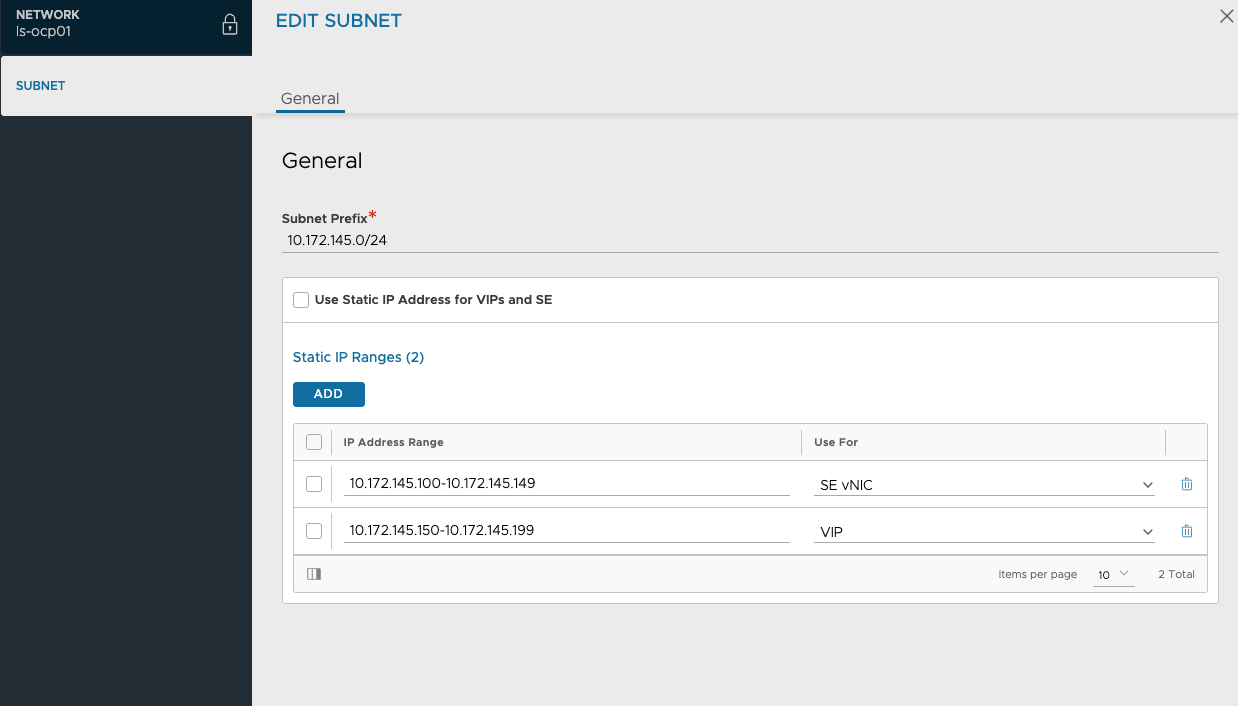 NETWORK
ls-ocp01
SUBNET
EDIT SUBNET
General
General
Subnet Prefix*
10.172.145.0/24
Use Static IP Address for VIPs and SE
Static IP Ranges (2)
ADD
IP Address Range Use For
10.172.145.100-10.172.145.149 SE vNIC
10.172.145.150-10.172.145.199 VIP
Items per page 10 2 Total